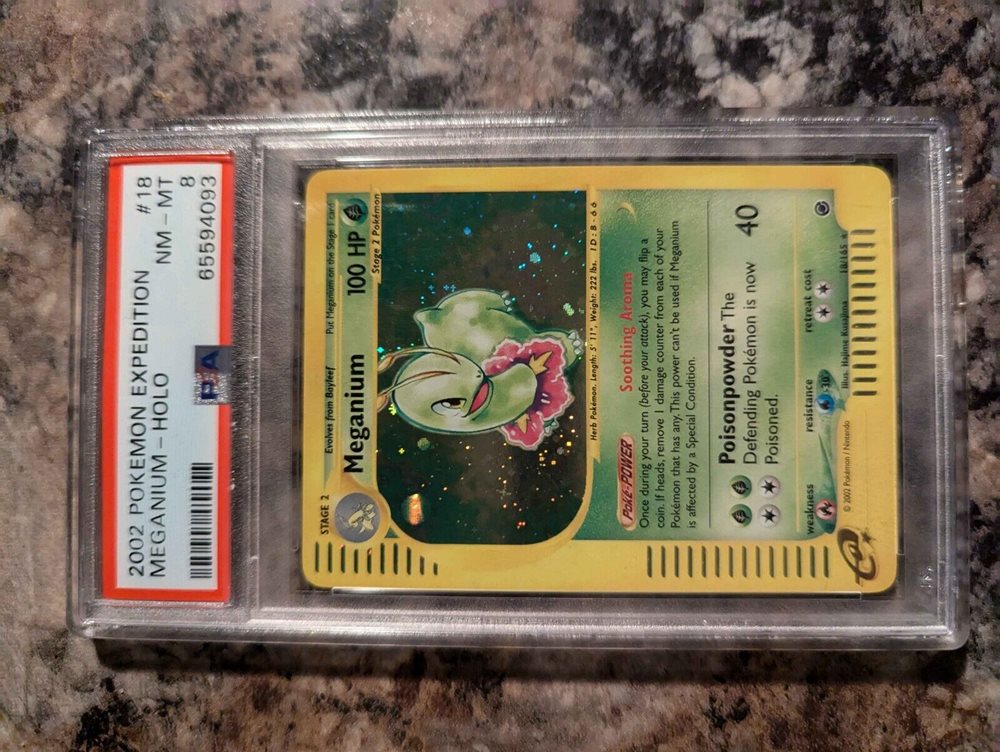 2002 POKEMON EXPEDITION #18
MEGANIUM - HOLO NM - MT
8
65594093
PSA
STAGE 2
Evolves from Bayleef Put Meganium on the Stage 1 card
Meganium 100 HP
Stage 2 Pokémon
Herb Pokémon. Length: 5' 11", Weight: 222 lbs. ID: B-66
Poké-POWER Soothing Aroma
Once during your turn (before your attack), you may flip a
coin. If heads, remove 1 damage counter from each of your
Pokémon that has any. This power can't be used if Meganium
is affected by a Special Condition.
Poisonpowder The 40
Defending Pokémon is now
Poisoned.
weakness resistance retreat cost
-30
© 2002 Pokémon / Nintendo Illus. Hajime Kusajima 18/165 ★
e